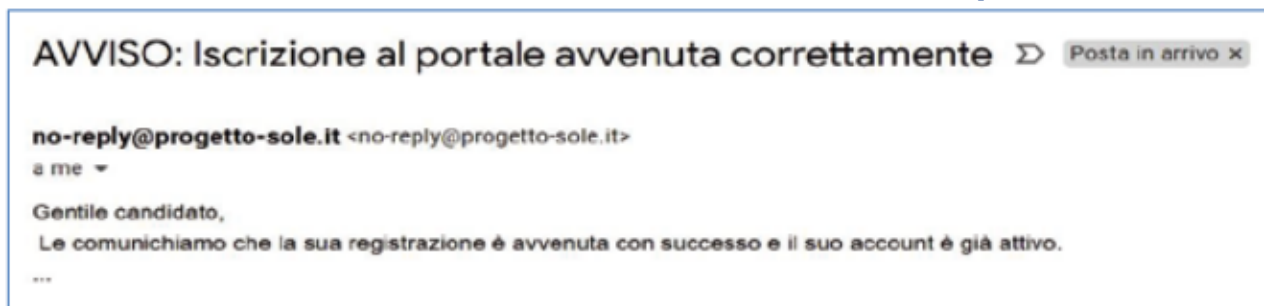 AVVISO: Iscrizione al portale avvenuta correttamente Posta in arrivo ×
no-reply@progetto-sole.it <no-reply@progetto-sole.it>
a me
Gentile candidato,
Le comunichiamo che la sua registrazione è avvenuta con successo e il suo account è già attivo.
...